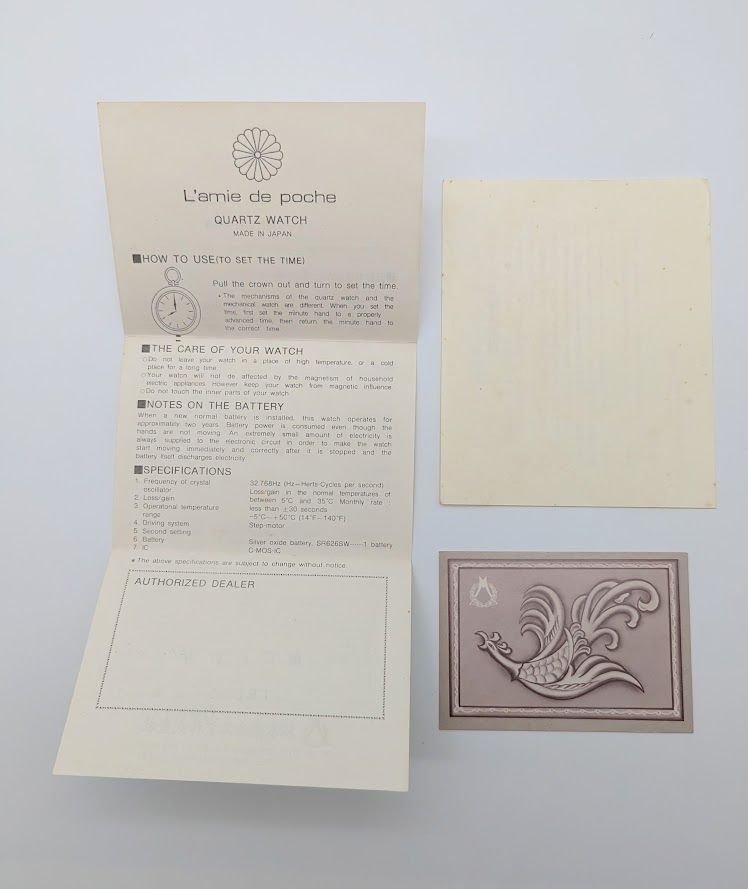 L'amie de poche
QUARTZ WATCH
MADE IN JAPAN
■HOW TO USE(TO SET THE TIME)
Pull the crown out and turn to set the time.
• The mechanisms of the quartz watch and the
mechanical watch are different. When you set the
time, first set the minute hand to a properly
advanced time, then return the minute hand to
the correct time.
■THE CARE OF YOUR WATCH
○Do not leave your watch in a place of high temperature, or a cold
place for a long time.
○Your watch will not de affected by the magnetism of household
electric appliances. However keep your watch from magnetic influence.
○Do not touch the inner parts of your watch.
■NOTES ON THE BATTERY
When a new normal battery is installed, this watch operates for
approximately two years. Battery power is consumed even though the
hands are not moving. An extremely small amount of electricity is
always supplied to the electronic circuit in order to make the watch
start moving immediately and correctly after it is stopped and the
battery itself discharges electricity.
■SPECIFICATIONS
1. Frequency of crystal 32.768Hz (Hz=Herts·Cycles per second)
oscillator Loss/gain in the normal temperatures of
2. Loss/gain between 5°C and 35°C Monthly rate :
3. Operatonal temperature less than ±30 seconds
range −5°C~+50°C (14°F~140°F)
4. Driving system Step-motor
5. Second setting
6. Battery Silver oxide battery, SR626SW······1 battery
7. IC C-MOS-IC
★ The above specifications are subject to change without notice.
AUTHORIZED DEALER